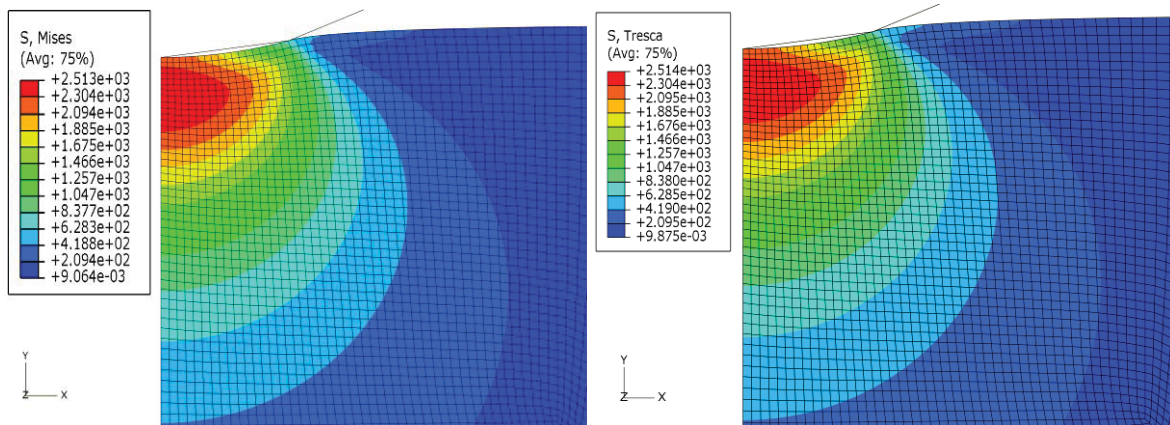 S, Mises
(Avg: 75%)
+2.513e+03
+2.304e+03
+2.094e+03
+1.885e+03
+1.675e+03
+1.466e+03
+1.257e+03
+1.047e+03
+8.377e+02
+6.283e+02
+4.188e+02
+2.094e+02
+9.064e-03
Y
Z
X
S, Tresca
(Avg: 75%)
+2.514e+03
+2.304e+03
+2.095e+03
+1.885e+03
+1.676e+03
+1.466e+03
+1.257e+03
+1.047e+03
+8.380e+02
+6.285e+02
+4.190e+02
+2.095e+02
+9.875e-03
Y
Z
X